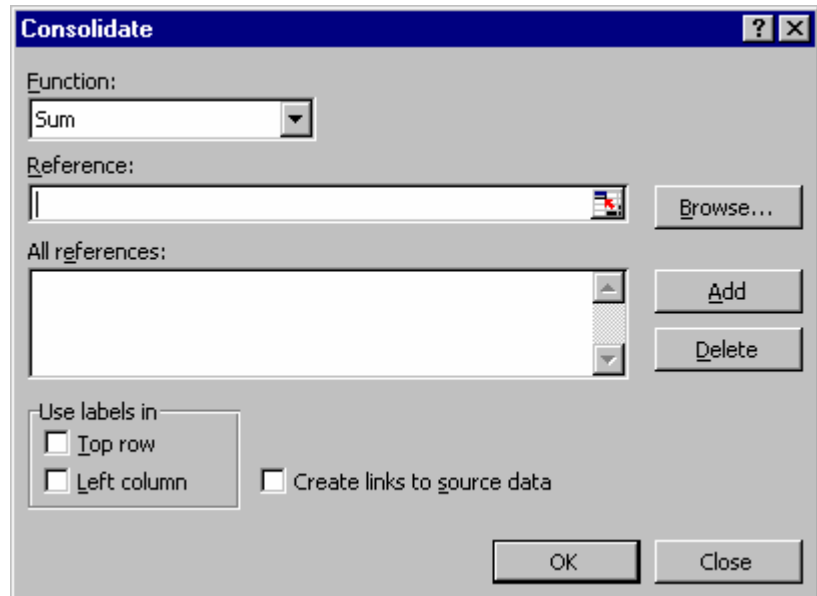 Consolidate
Function:
Sum
Reference:
Browse...
All references:
Add
Delete
Use labels in
Top row
Left column
Create links to source data
OK
Close